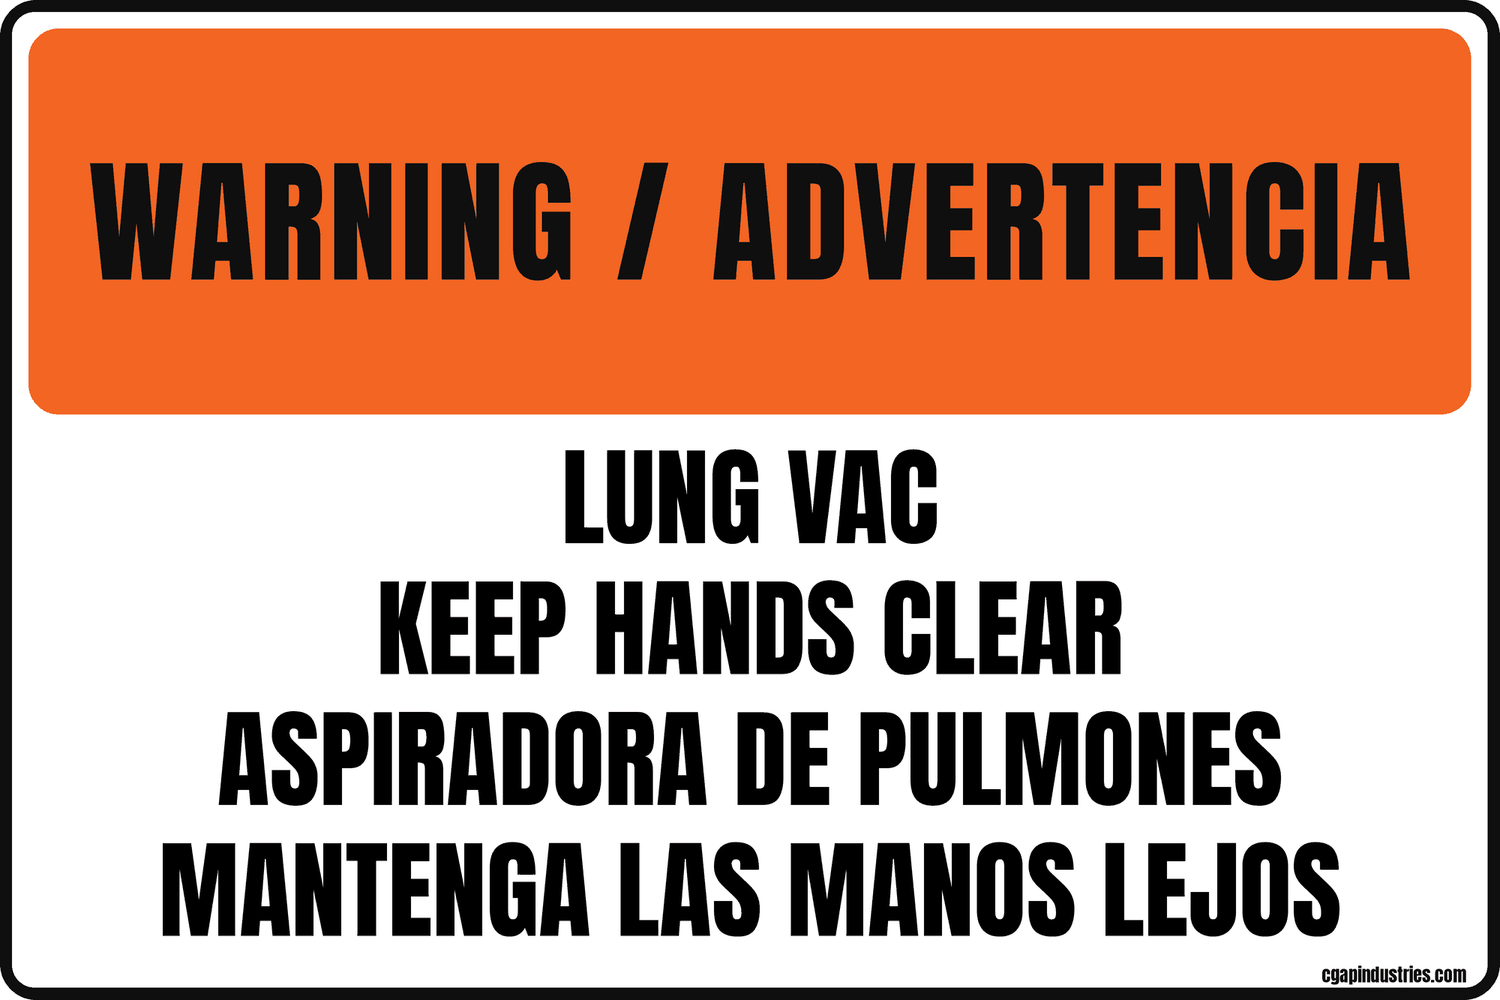 WARNING / ADVERTENCIA
LUNG VAC
KEEP HANDS CLEAR
ASPIRADORA DE PULMONES
MANTENGA LAS MANOS LEJOS
cgapindustries.com